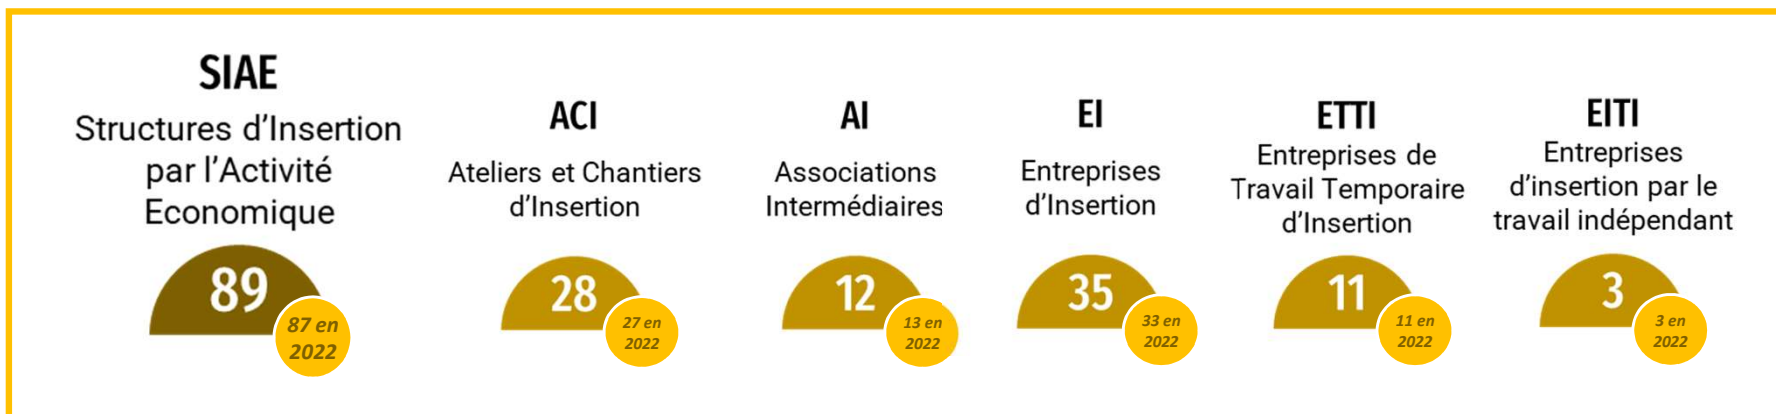 SIAE
Structures d'Insertion
par l'Activité
Economique
89
87 en
2022
ACI
Ateliers et Chantiers
d'Insertion
28
27 en
2022
AI
Associations
Intermédiaires
12
13 en
2022
EI
Entreprises
d'Insertion
35
33 en
2022
ETTI
Entreprises de
Travail Temporaire
d'Insertion
11
11 en
2022
EITI
Entreprises
d'insertion par le
travail indépendant
3
3 en
2022